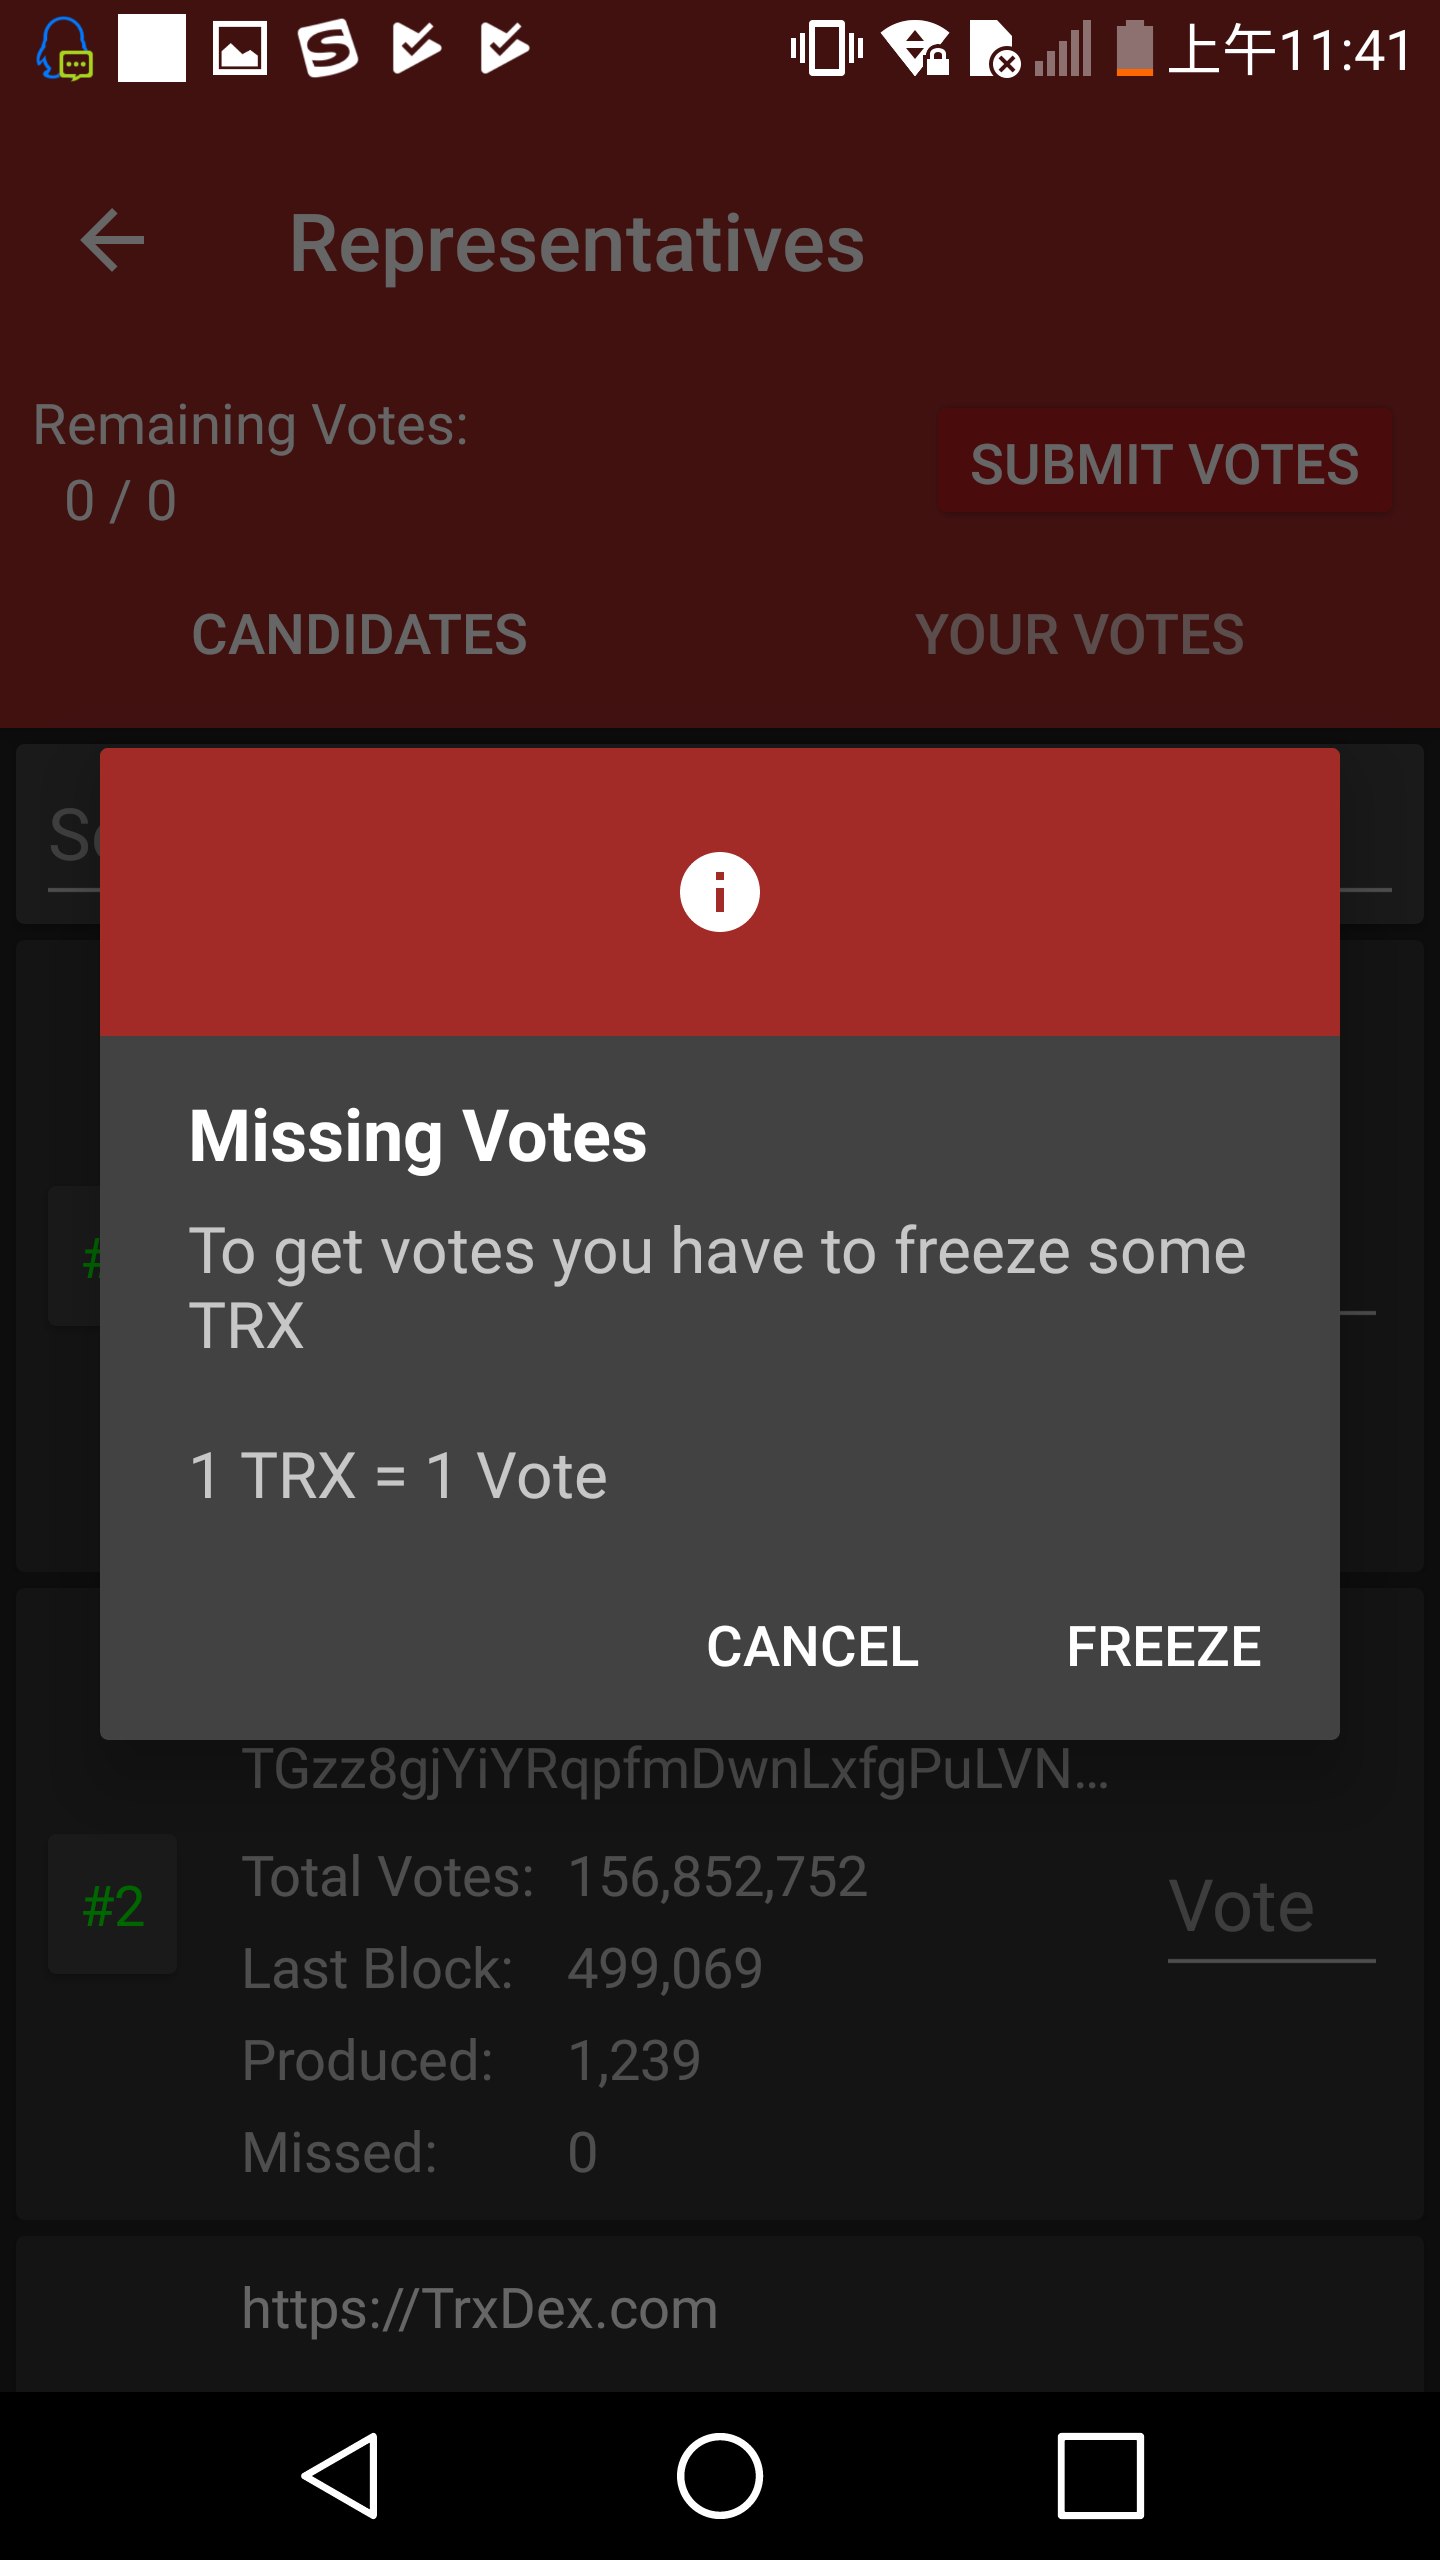 上午11:41
Representatives
Remaining Votes:
0 / 0
SUBMIT VOTES
CANDIDATES
YOUR VOTES
Missing Votes
To get votes you have to freeze some
TRX
1 TRX = 1 Vote
CANCEL
FREEZE
TGzz8gjYiYRqpfmDwnLxfgPuLVN...
#2
Total Votes: 156,852,752
Vote
Last Block: 499,069
Produced: 1,239
Missed: 0
https://TrxDex.com